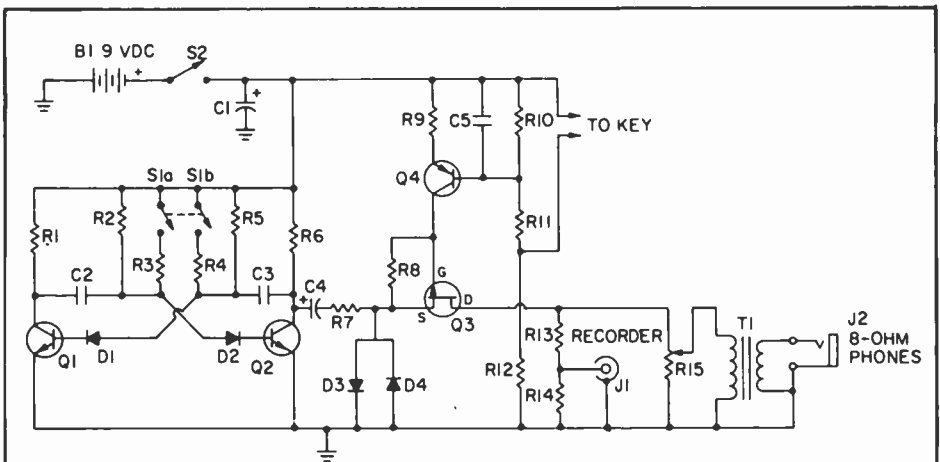 B1 9 VDC
+
S2
+
C1
R9
C5
R10
TO KEY
Q4
S1a
S1b
R1
R2
R5
R6
R11
R3
R4
R8
C2
C3
C4
+
R7
G
S
D
Q3
Q1
D1
D2
Q2
D3
D4
R12
R13
RECORDER
R14
J1
R15
T1
J2
8-OHM
PHONES